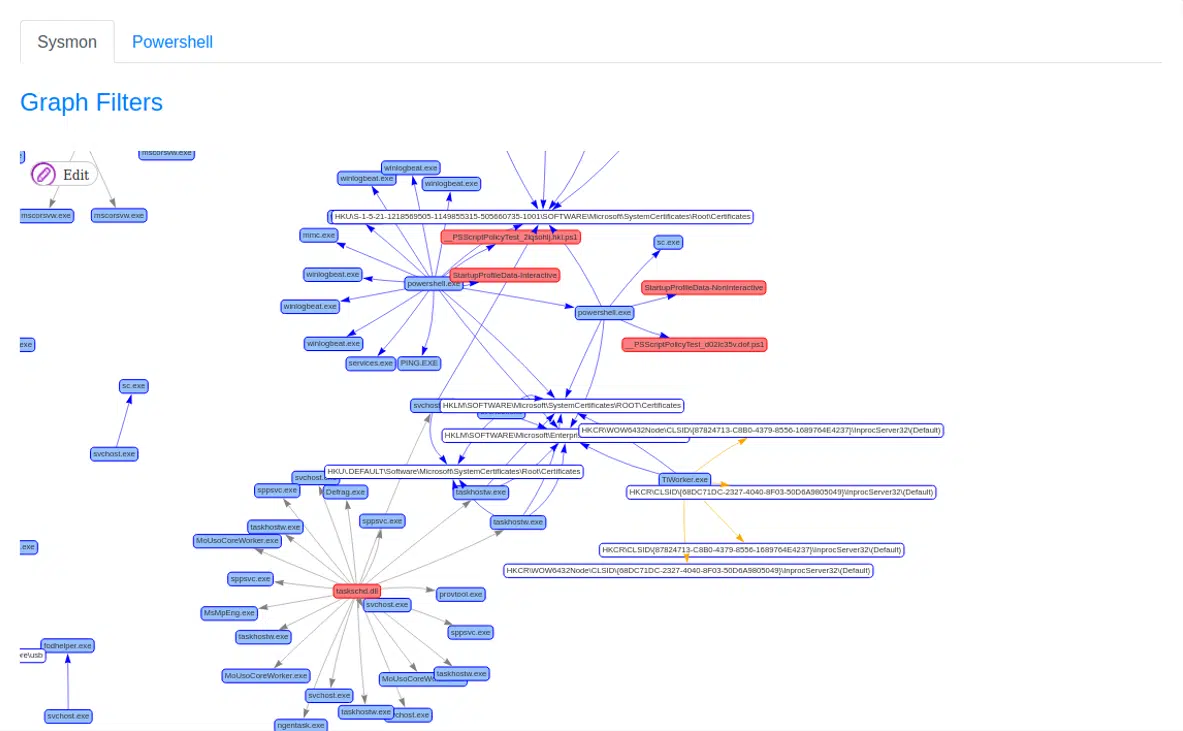 Sysmon
Powershell
Graph Filters
mscorsvw.exe
Edit
winlogbeat.exe
winlogbeat.exe
winlogbeat.exe
mscorsvw.exe
mscorsvw.exe
HKU\S-1-5-21-1218569505-1149855315-505660735-1001\SOFTWARE\Microsoft\SystemCertificates\Root\Certificates
mmc.exe
sc.exe
winlogbeat.exe
StartupProfileData-Interactive
powershell.exe
StartupProfileData-NonInteractive
winlogbeat.exe
powershell.exe
winlogbeat.exe
exe
__PSScriptPolicyTest_d02ic35v.dof.ps1
services.exe
PING.EXE
sc.exe
svchost
HKLM\SOFTWARE\Microsoft\SystemCertificates\ROOT\Certificates
HKCR\WOW6432Node\CLSID\{87824713-C8B0-4379-8556-1689764E4237}\InprocServer32\(Default)
HKLM\SOFTWARE\Microsoft\Enterpri
svchost.exe
HKU\.DEFAULT\Software\Microsoft\SystemCertificates\Root\Certificates
svchost.
TiWorker.exe
sppsvc.exe
Defrag.exe
taskhostw.exe
HKCR\CLSID\{68DC71DC-2327-4040-8F03-50D6A9805049}\InprocServer32\(Default)
sppsvc.exe
taskhostw.exe
taskhostw.exe
MoUsoCoreWorker.exe
.exe
HKCR\CLSID\{87824713-C8B0-4379-8556-1689764E4237}\InprocServer32\(Default)
HKCR\WOW6432Node\CLSID\{68DC71DC-2327-4040-8F03-50D6A9805049}\InprocServer32\(Default)
sppsvc.exe
taskschd.dll
provtool.exe
svchost.exe
MsMpEng.exe
sppsvc.exe
taskhostw.exe
fodhelper.exe
re\usb
MoUsoCoreWorker.exe
MoUsoCoreWo
taskhostw.exe
svchost.exe
taskhostw.exe
chost.exe
svchost.exe
ngentask.exe